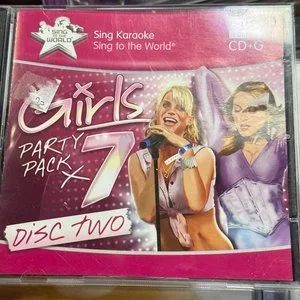 SING
TO THE
WORLD
Sing Karaoke
Sing to the World®
CD+G
Girls
PARTY
PACK X
7
DISC TWO